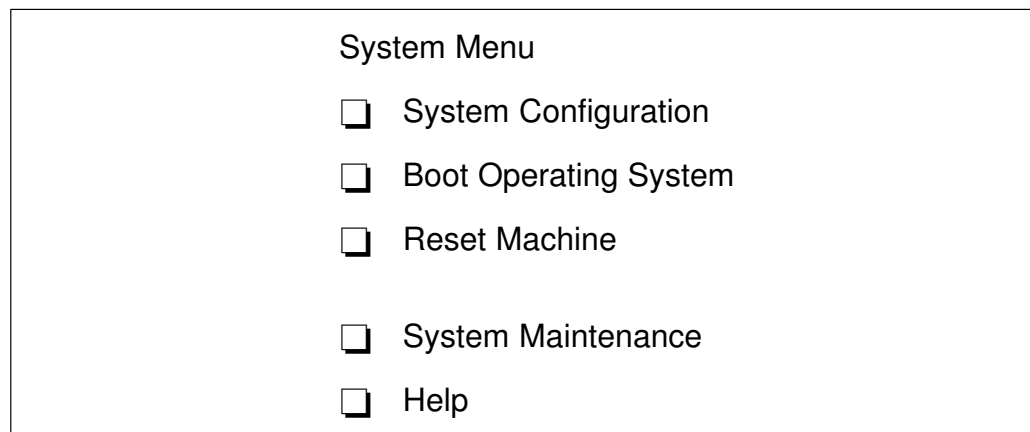 System Menu
System Configuration
Boot Operating System
Reset Machine
System Maintenance
Help